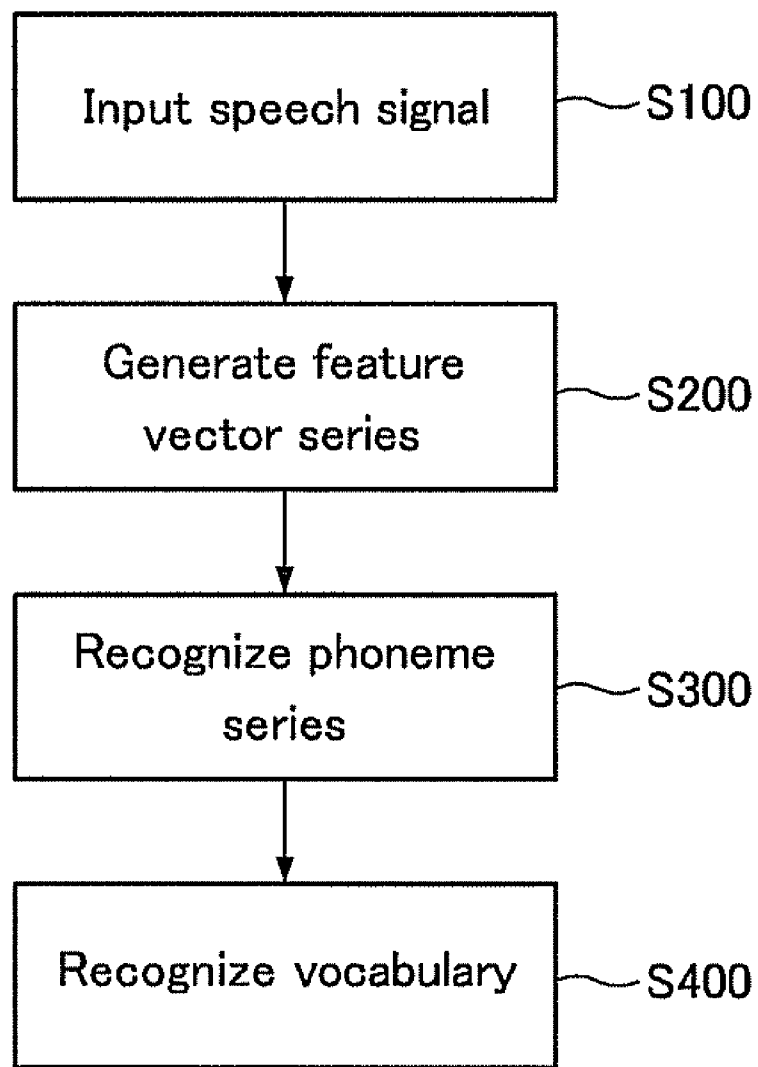 Input speech signal
S100
Generate feature
vector series
S200
Recognize phoneme
series
S300
Recognize vocabulary
S400